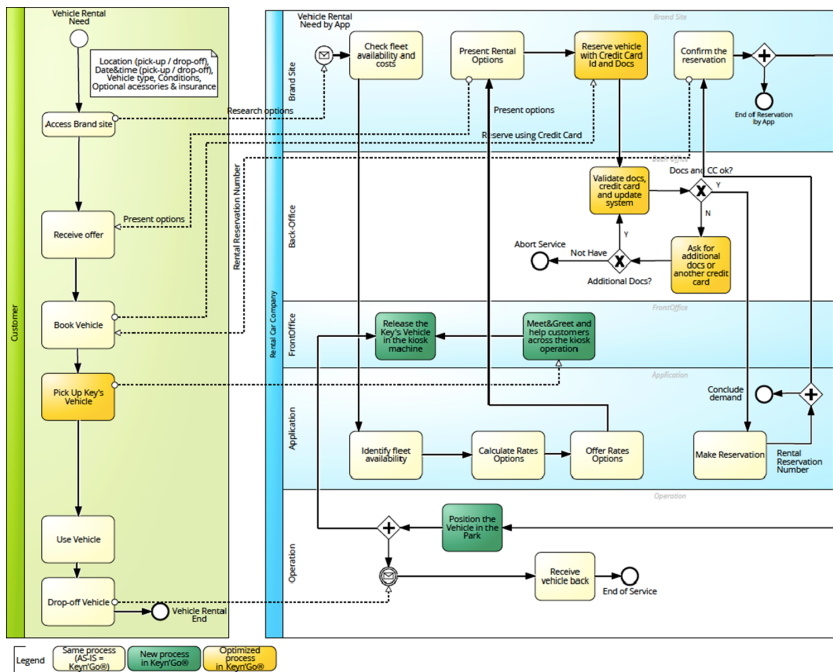 Vehicle Rental
Need
Location (pick-up / drop-off),
Date&time (pick-up / drop-off),
Vehicle type, Conditions,
Optional acessories & insurance
Access Brand site
Receive offer
Book Vehicle
Pick Up Key's
Vehicle
Use Vehicle
Drop-off Vehicle
Vehicle Rental
End
Customer
Research options
Present options
Rental Reservation Number
Present options
Reserve using Credit Card
Rental Car Company
Brand Site
Brand Site
Vehicle Rental
Need by App
Check fleet
availability and
costs
Present Rental
Options
Reserve vehicle
with Credit Card
Id and Docs
Confirm the
reservation
End of Reservation
by App
Back-Office
Validate docs,
credit card
and update
system
Docs and CC ok?
Y
N
Ask for
additional
docs or
another credit
card
Additional Docs?
Y
Not Have
Abort Service
FrontOffice
FrontOffice
Release the
Key's Vehicle
in the kiosk
machine
Meet&Greet and
help customers
across the kiosk
operation
Application
Application
Identify fleet
availability
Calculate Rates
Options
Offer Rates
Options
Make Reservation
Conclude
demand
Rental
Reservation
Number
Operation
Operation
Position the
Vehicle in the
Park
Receive
vehicle back
End of Service
Legend
Same process
(AS-IS =
Keyn'Go®)
New process
in Keyn'Go®
Optimized
process
in Keyn'Go®